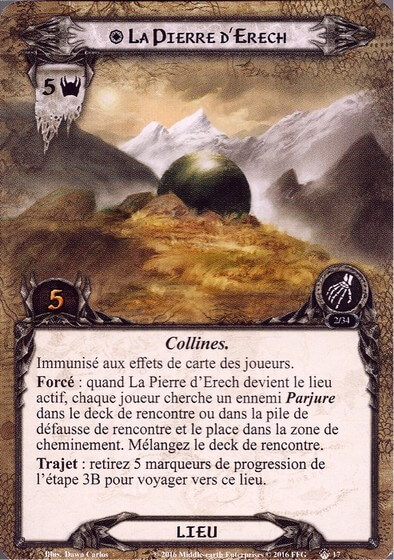 LA PIERRE D'ERECH
5
5
2/34
Collines.
Immunisé aux effets de carte des joueurs.
Forcé : quand La Pierre d'Erech devient le lieu
actif, chaque joueur cherche un ennemi Parjure
dans le deck de rencontre ou dans la pile de
défausse de rencontre et le place dans la zone de
cheminement. Mélangez le deck de rencontre.
Trajet : retirez 5 marqueurs de progression de
l'étape 3B pour voyager vers ce lieu.
LIEU
Illus. Dawn Carlos © 2016 Middle-earth Enterprises © 2016 FFG 17